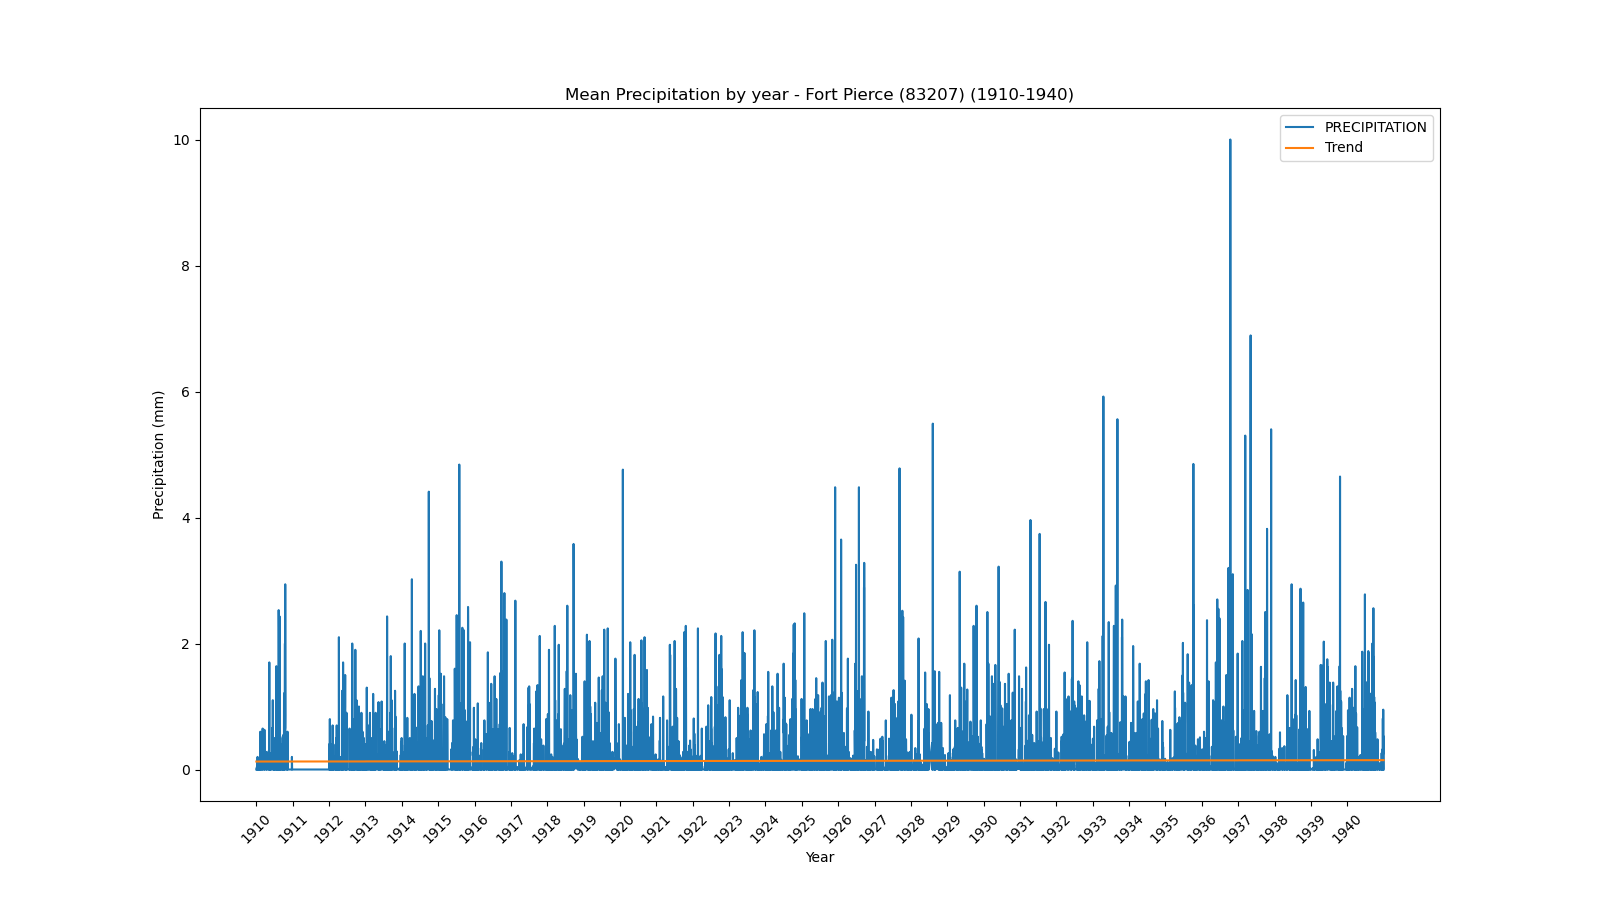 Mean Precipitation by year - Fort Pierce (83207) (1910-1940)
PRECIPITATION
Trend
10
8
6
4
2
0
Precipitation (mm)
1910 1911 1912 1913 1914 1915 1916 1917 1918 1919 1920 1921 1922 1923 1924 1925 1926 1927 1928 1929 1930 1931 1932 1933 1934 1935 1936 1937 1938 1939 1940
Year